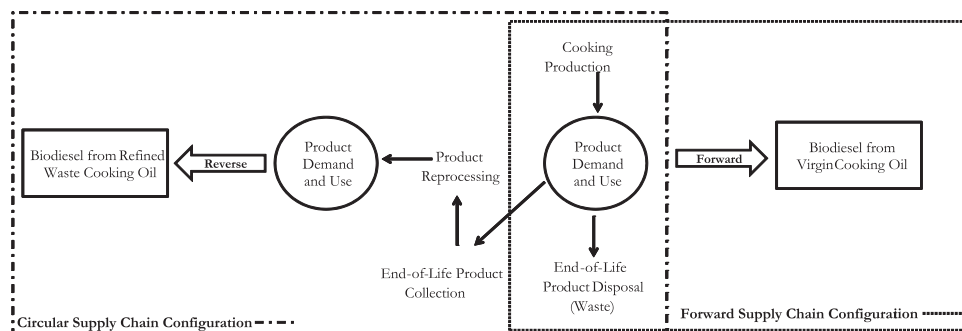 Cooking
Production
Product
Demand
and Use
Product
Demand
and Use
Biodiesel from Refined
Waste Cooking Oil
Reverse
Product
Reprocessing
Forward
Biodiesel from
VirginCooking Oil
End-of-Life Product
Collection
End-of-Life
Product Disposal
(Waste)
Circular Supply Chain Configuration
Forward Supply Chain Configuration